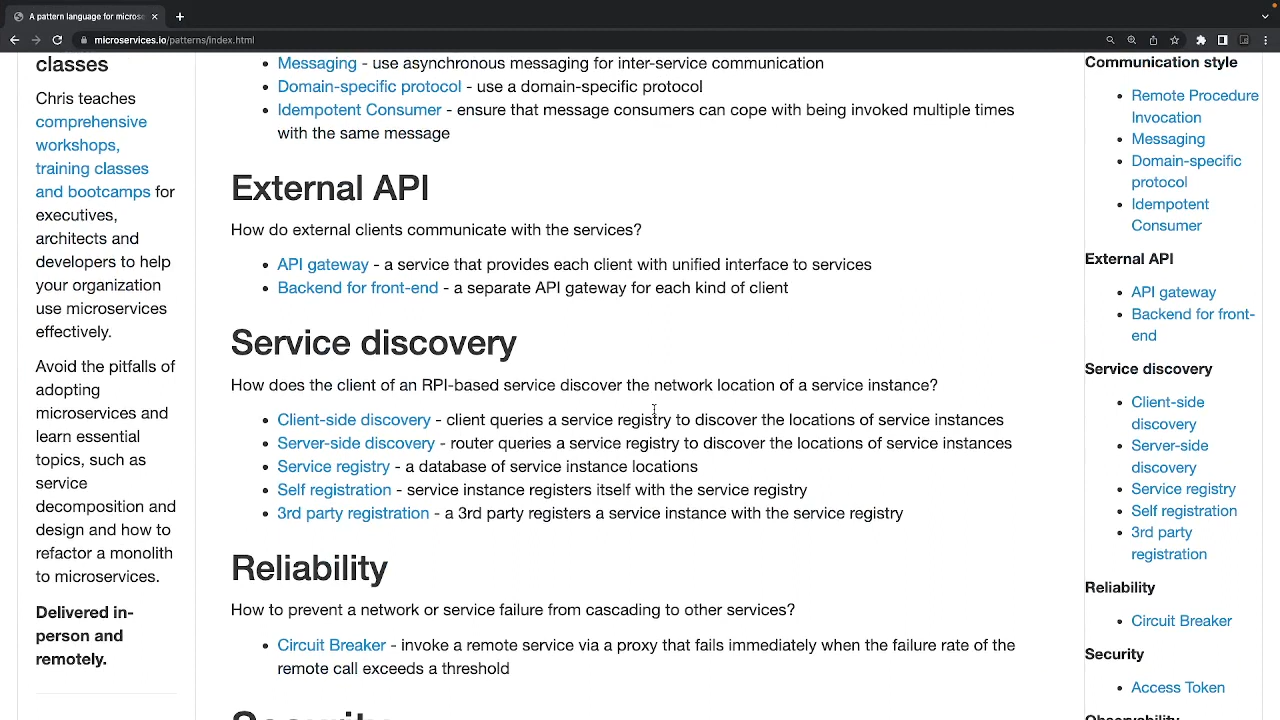 A pattern language for micros
microservices.io/patterns/index.html
classes
Chris teaches
comprehensive
workshops,
training classes
and bootcamps for
executives,
architects and
developers to help
your organization
use microservices
effectively.
Avoid the pitfalls of
adopting
microservices and
learn essential
topics, such as
service
decomposition and
design and how to
refactor a monolith
to microservices.
Delivered in-
person and
remotely.
Messaging - use asynchronous messaging for inter-service communication
Domain-specific protocol - use a domain-specific protocol
Idempotent Consumer - ensure that message consumers can cope with being invoked multiple times
with the same message
External API
How do external clients communicate with the services?
API gateway - a service that provides each client with unified interface to services
Backend for front-end - a separate API gateway for each kind of client
Service discovery
How does the client of an RPI-based service discover the network location of a service instance?
Client-side discovery - client queries a service registry to discover the locations of service instances
Server-side discovery - router queries a service registry to discover the locations of service instances
Service registry - a database of service instance locations
Self registration - service instance registers itself with the service registry
3rd party registration - a 3rd party registers a service instance with the service registry
Reliability
How to prevent a network or service failure from cascading to other services?
Circuit Breaker - invoke a remote service via a proxy that fails immediately when the failure rate of the
remote call exceeds a threshold
Security
Communication style
Remote Procedure
Invocation
Messaging
Domain-specific
protocol
Idempotent
Consumer
External API
API gateway
Backend for front-
end
Service discovery
Client-side
discovery
Server-side
discovery
Service registry
Self registration
3rd party
registration
Reliability
Circuit Breaker
Security
Access Token
Observability